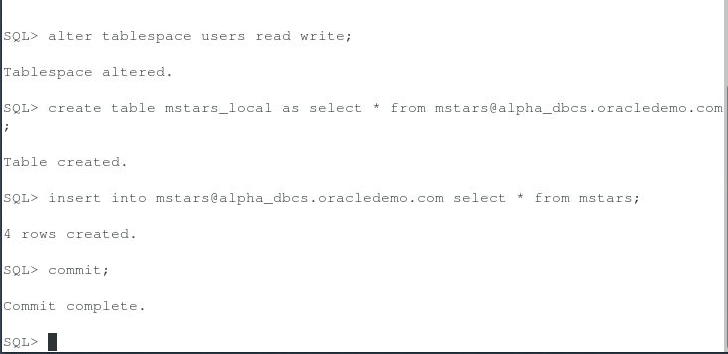 SQL> alter tablespace users read write;
Tablespace altered.
SQL> create table mstars_local as select * from mstars@alpha_dbcs.oracledemo.com
;
Table created.
SQL> insert into mstars@alpha_dbcs.oracledemo.com select * from mstars;
4 rows created.
SQL> commit;
Commit complete.
SQL>